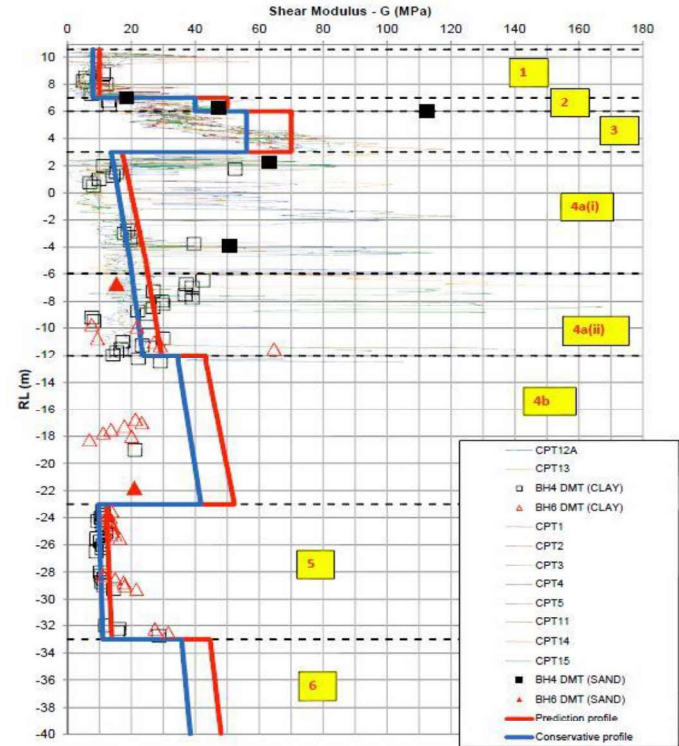 Shear Modulus - G (MPa)
0 20 40 60 80 100 120 140 160 180
10
8
6
4
2
0
-2
-4
-6
-8
-10
-12
-14
-16
-18
-20
-22
-24
-26
-28
-30
-32
-34
-36
-38
-40
RL (m)
1
2
3
4a(i)
4a(ii)
4b
5
6
CPT12A
CPT13
BH4 DMT (CLAY)
BH6 DMT (CLAY)
CPT1
CPT2
CPT3
CPT4
CPT5
CPT11
CPT14
CPT15
BH4 DMT (SAND)
BH6 DMT (SAND)
Prediction profile
Conservative profile